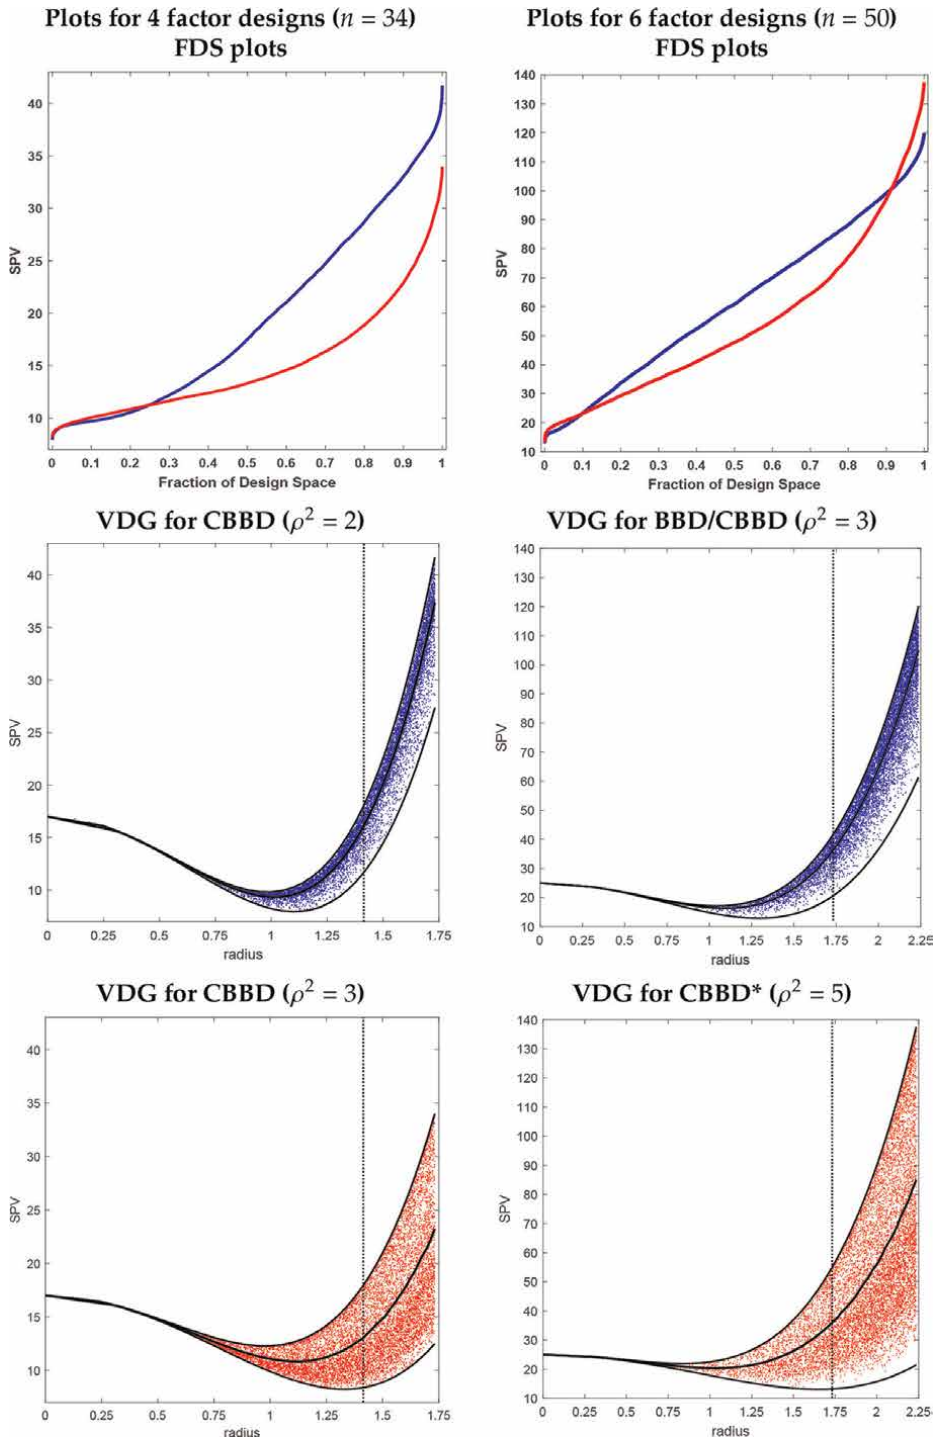 Plots for 4 factor designs (n = 34)
FDS plots
40
35
30
25
20
15
10
SPV
0 0.1 0.2 0.3 0.4 0.5 0.6 0.7 0.8 0.9 1
Fraction of Design Space
Plots for 6 factor designs (n = 50)
FDS plots
140
130
120
110
100
90
80
70
60
50
40
30
20
10
SPV
0 0.1 0.2 0.3 0.4 0.5 0.6 0.7 0.8 0.9 1
Fraction of Design Space
VDG for CBBD (ρ² = 2)
40
35
30
25
20
15
10
SPV
0 0.25 0.5 0.75 1 1.25 1.5 1.75
radius
VDG for BBD/CBBD (ρ² = 3)
140
130
120
110
100
90
80
70
60
50
40
30
20
10
SPV
0 0.25 0.5 0.75 1 1.25 1.5 1.75 2 2.25
radius
VDG for CBBD (ρ² = 3)
40
35
30
25
20
15
10
SPV
0 0.25 0.5 0.75 1 1.25 1.5 1.75
radius
VDG for CBBD* (ρ² = 5)
140
130
120
110
100
90
80
70
60
50
40
30
20
10
SPV
0 0.25 0.5 0.75 1 1.25 1.5 1.75 2 2.25
radius